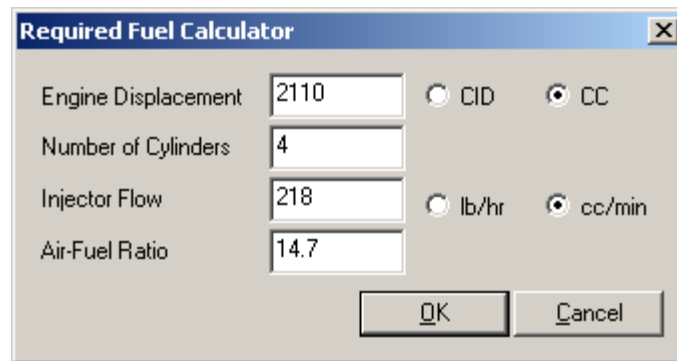 Required Fuel Calculator
Engine Displacement 2110 CID CC
Number of Cylinders 4
Injector Flow 218 lb/hr cc/min
Air-Fuel Ratio 14.7
OK Cancel